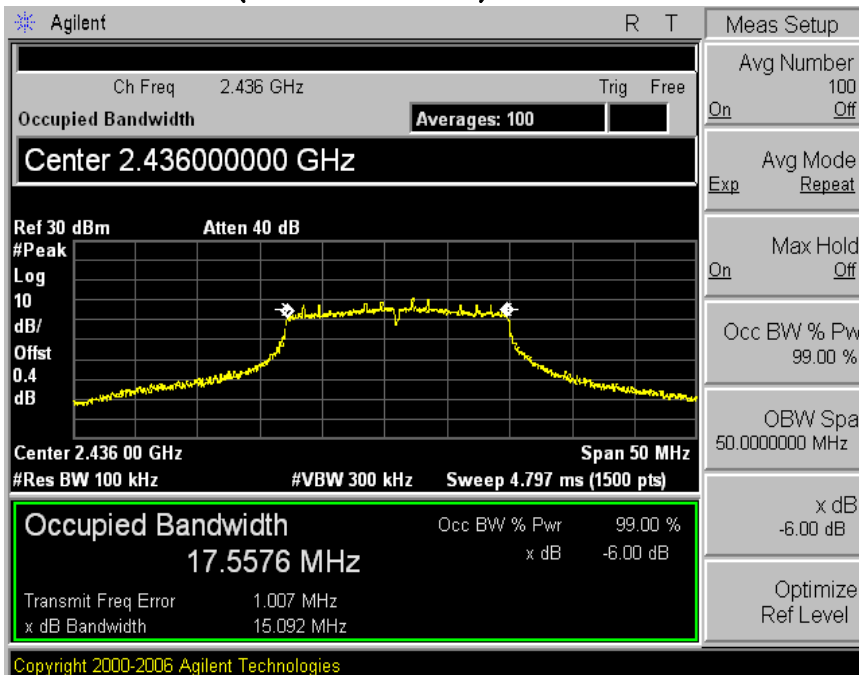 Agilent R T Meas Setup
Ch Freq 2.436 GHz Trig Free
Occupied Bandwidth Averages: 100
Center 2.436000000 GHz
Ref 30 dBm Atten 40 dB
#Peak
Log
10
dB/
Offst
0.4
dB
Center 2.436 00 GHz Span 50 MHz
#Res BW 100 kHz #VBW 300 kHz Sweep 4.797 ms (1500 pts)
Occupied Bandwidth Occ BW % Pwr 99.00 %
17.5576 MHz x dB -6.00 dB
Transmit Freq Error 1.007 MHz
x dB Bandwidth 15.092 MHz
Copyright 2000-2006 Agilent Technologies
Avg Number
100
On Off
Avg Mode
Exp Repeat
Max Hold
On Off
Occ BW % Pw
99.00 %
OBW Spa
50.0000000 MHz
x dB
-6.00 dB
Optimize
Ref Level